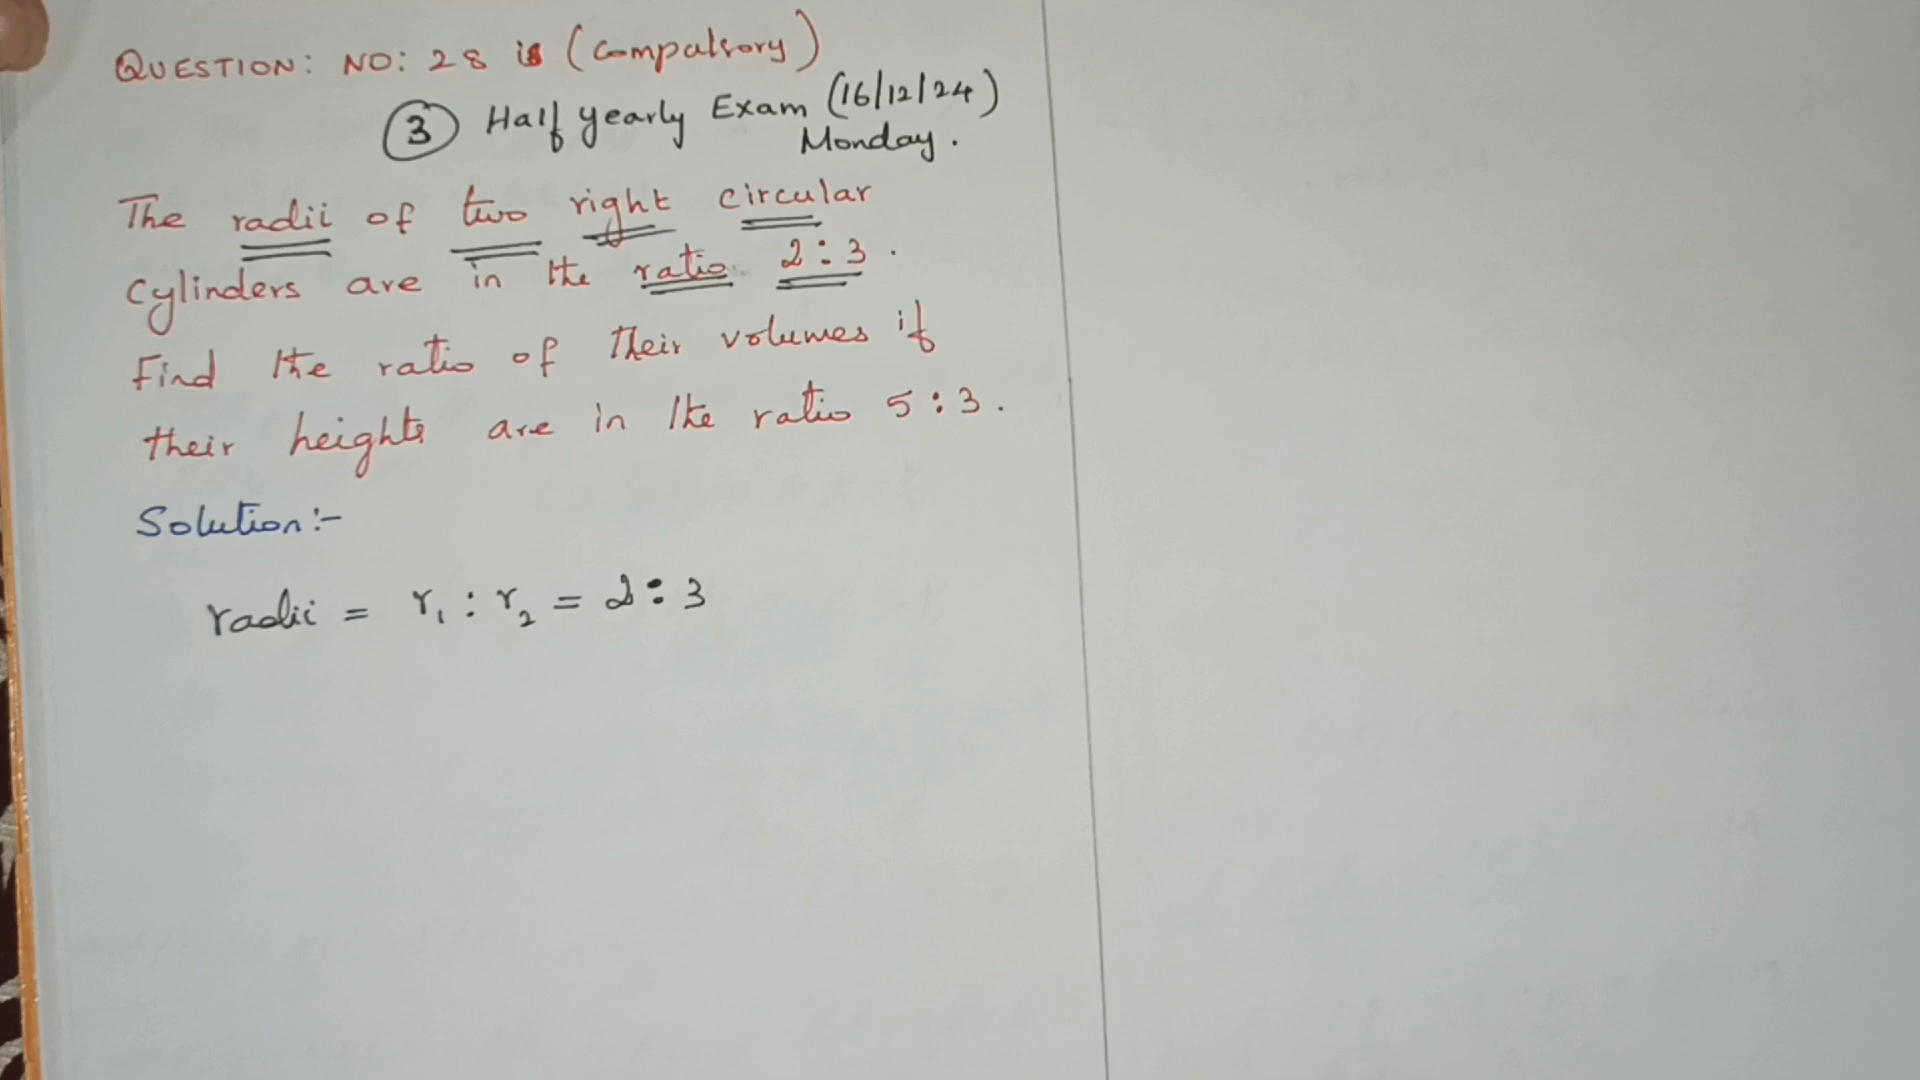 QUESTION: NO: 28 is (Compulsory)
③ Half yearly Exam (16/12/24)
Monday.
The radii of two right circular
cylinders are in the ratio 2:3.
Find the ratio of their volumes if
their heights are in the ratio 5:3.
Solution:-
radii = r₁ : r₂ = 2:3